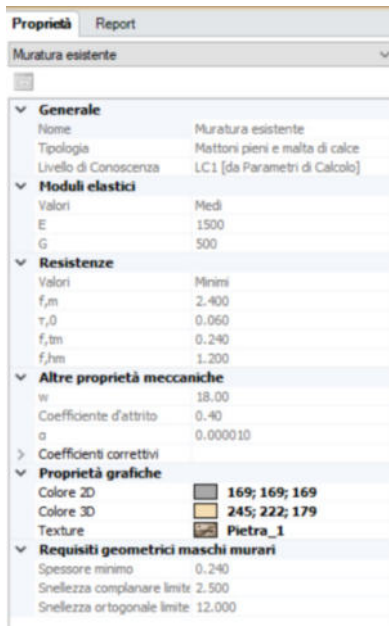 Proprietà Report
Muratura esistente
Generale
Nome Muratura esistente
Tipologia Mattoni pieni e malta di calce
Livello di Conoscenza LC1 [da Parametri di Calcolo]
Moduli elastici
Valori Medi
E 1500
G 500
Resistenze
Valori Minimi
f,m 2.400
τ,0 0.060
f,tm 0.240
f,hm 1.200
Altre proprietà meccaniche
w 18.00
Coefficiente d'attrito 0.40
α 0.000010
Coefficienti correttivi
Proprietà grafiche
Colore 2D 169; 169; 169
Colore 3D 245; 222; 179
Texture Pietra_1
Requisiti geometrici maschi murari
Spessore minimo 0.240
Snellezza complanare limite 2.500
Snellezza ortogonale limite 12.000